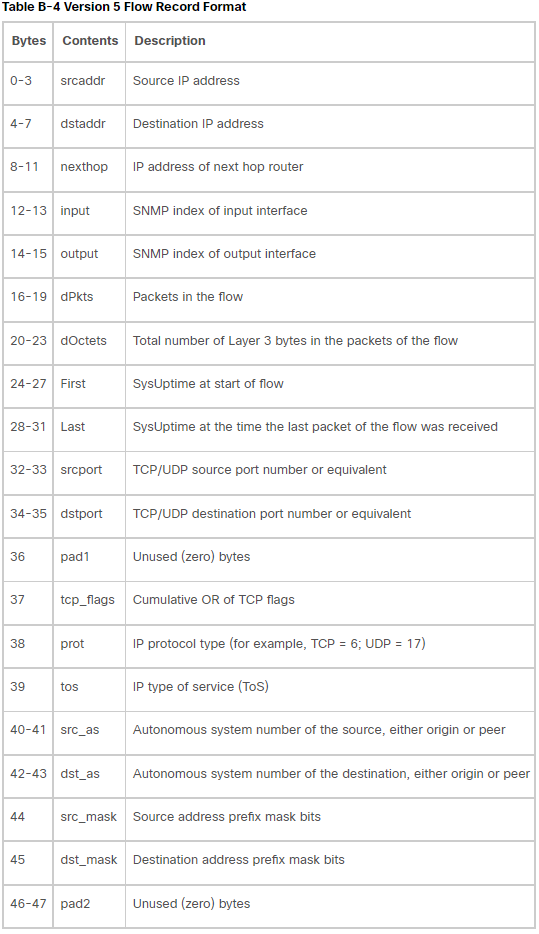 Table B-4 Version 5 Flow Record Format
Bytes Contents Description
0-3 srcaddr Source IP address
4-7 dstaddr Destination IP address
8-11 nexthop IP address of next hop router
12-13 input SNMP index of input interface
14-15 output SNMP index of output interface
16-19 dPkts Packets in the flow
20-23 dOctets Total number of Layer 3 bytes in the packets of the flow
24-27 First SysUptime at start of flow
28-31 Last SysUptime at the time the last packet of the flow was received
32-33 srcport TCP/UDP source port number or equivalent
34-35 dstport TCP/UDP destination port number or equivalent
36 pad1 Unused (zero) bytes
37 tcp_flags Cumulative OR of TCP flags
38 prot IP protocol type (for example, TCP = 6; UDP = 17)
39 tos IP type of service (ToS)
40-41 src_as Autonomous system number of the source, either origin or peer
42-43 dst_as Autonomous system number of the destination, either origin or peer
44 src_mask Source address prefix mask bits
45 dst_mask Destination address prefix mask bits
46-47 pad2 Unused (zero) bytes